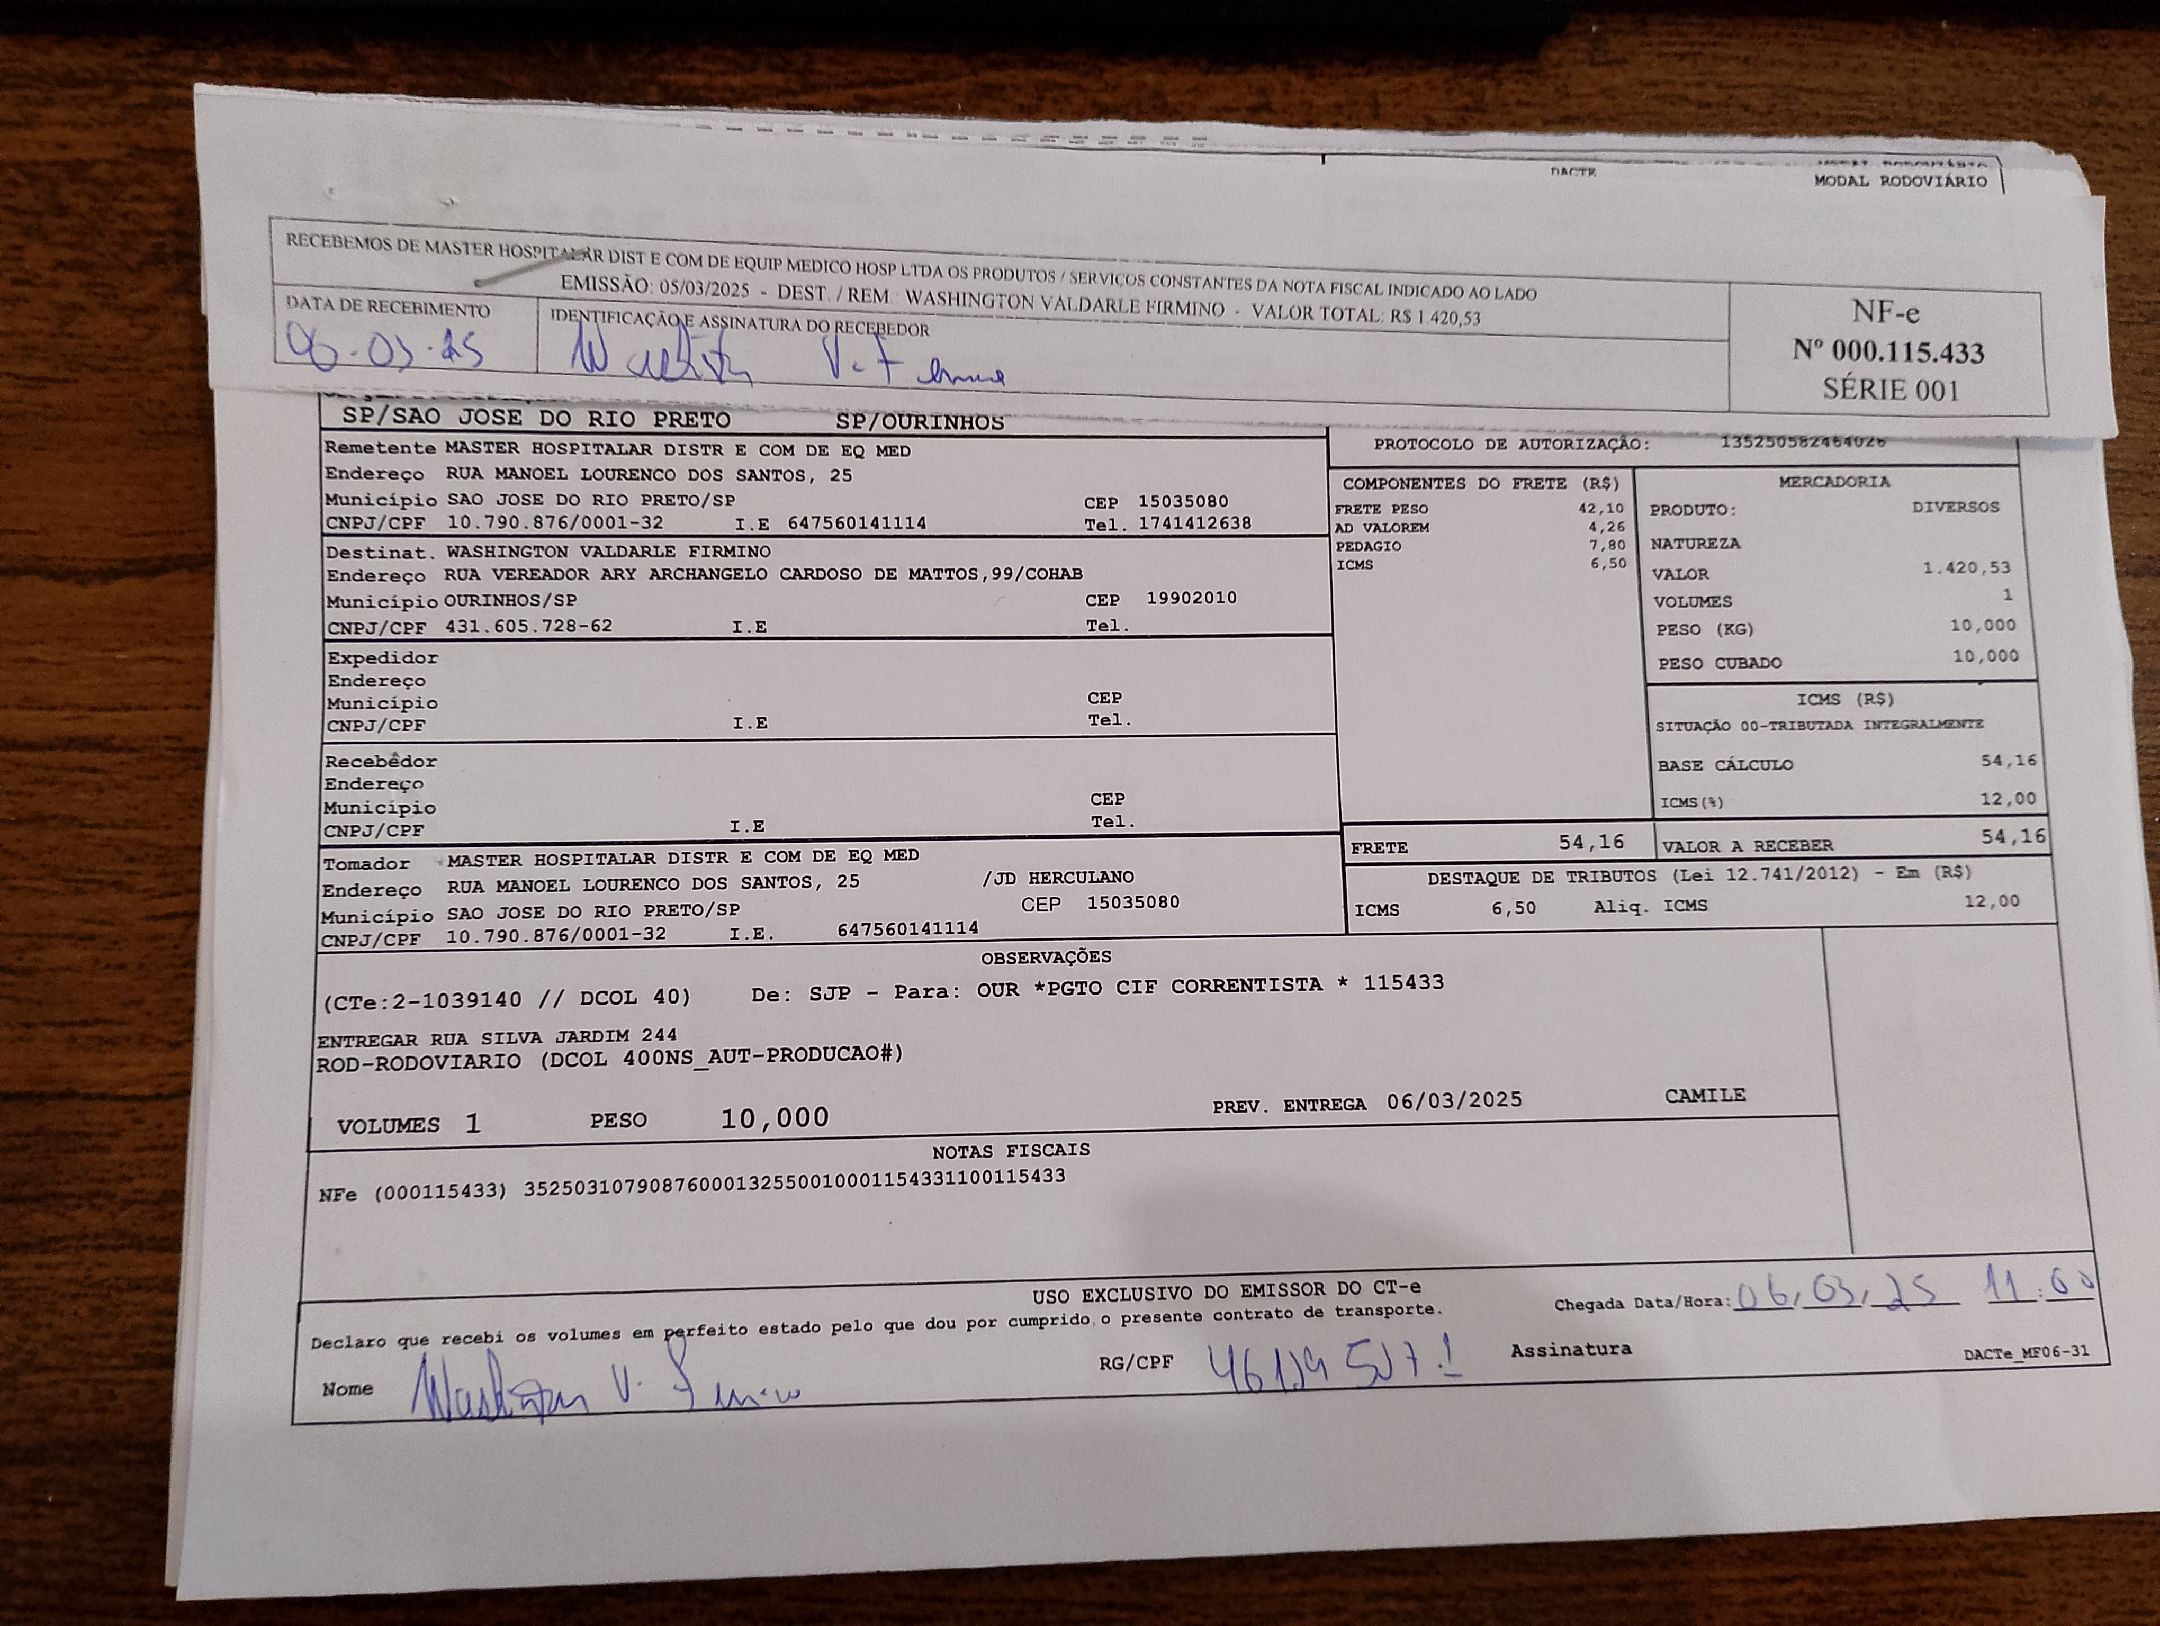 DACTE
MODAL RODOVIÁRIO
RECEBEMOS DE MASTER HOSPITALAR DIST E COM DE EQUIP MEDICO HOSP LTDA OS PRODUTOS / SERVIÇOS CONSTANTES DA NOTA FISCAL INDICADO AO LADO
EMISSÃO: 05/03/2025 - DEST. / REM.: WASHINGTON VALDARLE FIRMINO - VALOR TOTAL: R$ 1.420,53
DATA DE RECEBIMENTO
06.03.25
IDENTIFICAÇÃO E ASSINATURA DO RECEBEDOR
NF-e
Nº 000.115.433
SÉRIE 001
SP/SAO JOSE DO RIO PRETO SP/OURINHOS
Remetente MASTER HOSPITALAR DISTR E COM DE EQ MED
Endereço RUA MANOEL LOURENCO DOS SANTOS, 25
Município SAO JOSE DO RIO PRETO/SP CEP 15035080
CNPJ/CPF 10.790.876/0001-32 I.E 647560141114 Tel. 1741412638
Destinat. WASHINGTON VALDARLE FIRMINO
Endereço RUA VEREADOR ARY ARCHANGELO CARDOSO DE MATTOS,99/COHAB
Município OURINHOS/SP CEP 19902010
CNPJ/CPF 431.605.728-62 I.E Tel.
Expedidor
Endereço
Município CEP
CNPJ/CPF I.E Tel.
Recebedor
Endereço
Município CEP
CNPJ/CPF I.E Tel.
Tomador MASTER HOSPITALAR DISTR E COM DE EQ MED
Endereço RUA MANOEL LOURENCO DOS SANTOS, 25 /JD HERCULANO
Município SAO JOSE DO RIO PRETO/SP CEP 15035080
CNPJ/CPF 10.790.876/0001-32 I.E. 647560141114
PROTOCOLO DE AUTORIZAÇÃO: 135250582464026
COMPONENTES DO FRETE (R$)
FRETE PESO 42,10
AD VALOREM 4,26
PEDAGIO 7,80
ICMS 6,50
MERCADORIA
PRODUTO: DIVERSOS
NATUREZA
VALOR 1.420,53
VOLUMES 1
PESO (KG) 10,000
PESO CUBADO 10,000
ICMS (R$)
SITUAÇÃO 00-TRIBUTADA INTEGRALMENTE
BASE CÁLCULO 54,16
ICMS(%) 12,00
FRETE 54,16 VALOR A RECEBER 54,16
DESTAQUE DE TRIBUTOS (Lei 12.741/2012) - Em (R$)
ICMS 6,50 Aliq. ICMS 12,00
OBSERVAÇÕES
(CTe:2-1039140 // DCOL 40) De: SJP - Para: OUR *PGTO CIF CORRENTISTA * 115433
ENTREGAR RUA SILVA JARDIM 244
ROD-RODOVIARIO (DCOL 400NS_AUT-PRODUCAO#)
VOLUMES 1 PESO 10,000 PREV. ENTREGA 06/03/2025 CAMILE
NOTAS FISCAIS
NFe (000115433) 35250310790876000132550010001154331100115433
USO EXCLUSIVO DO EMISSOR DO CT-e
Declaro que recebi os volumes em perfeito estado pelo que dou por cumprido o presente contrato de transporte.
Chegada Data/Hora: 06,03,25 11:00
Nome Washington V. Firmino RG/CPF Assinatura
DACTe_MF06-31